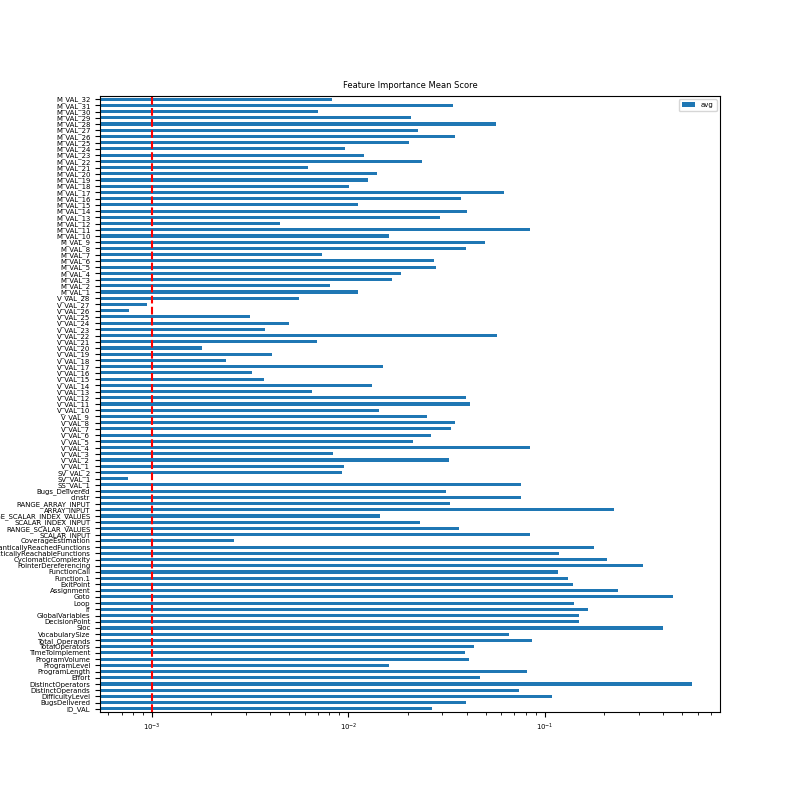 Feature Importance Mean Score
avg
M_VAL_32
M_VAL_31
M_VAL_30
M_VAL_29
M_VAL_28
M_VAL_27
M_VAL_26
M_VAL_25
M_VAL_24
M_VAL_23
M_VAL_22
M_VAL_21
M_VAL_20
M_VAL_19
M_VAL_18
M_VAL_17
M_VAL_16
M_VAL_15
M_VAL_14
M_VAL_13
M_VAL_12
M_VAL_11
M_VAL_10
M_VAL_9
M_VAL_8
M_VAL_7
M_VAL_6
M_VAL_5
M_VAL_4
M_VAL_3
M_VAL_2
M_VAL_1
V_VAL_28
V_VAL_27
V_VAL_26
V_VAL_25
V_VAL_24
V_VAL_23
V_VAL_22
V_VAL_21
V_VAL_20
V_VAL_19
V_VAL_18
V_VAL_17
V_VAL_16
V_VAL_15
V_VAL_14
V_VAL_13
V_VAL_12
V_VAL_11
V_VAL_10
V_VAL_9
V_VAL_8
V_VAL_7
V_VAL_6
V_VAL_5
V_VAL_4
V_VAL_3
V_VAL_2
V_VAL_1
SV_VAL_2
SV_VAL_1
SS_VAL_1
Bugs_Delivered
cinstr
RANGE_ARRAY_INPUT
ARRAY_INPUT
GE_SCALAR_INDEX_VALUES
SCALAR_INDEX_INPUT
RANGE_SCALAR_VALUES
SCALAR_INPUT
CoverageEstimation
anticallyReachedFunctions
ticallyReachableFunctions
CyclomaticComplexity
PointerDereferencing
FunctionCall
Function.1
ExitPoint
Assignment
Goto
Loop
If
GlobalVariables
DecisionPoint
Sloc
VocabularySize
Total_Operands
TotalOperators
TimeToImplement
ProgramVolume
ProgramLevel
ProgramLength
Effort
DistinctOperators
DistinctOperands
DifficultyLevel
BugsDelivered
ID_VAL
10⁻³ 10⁻² 10⁻¹